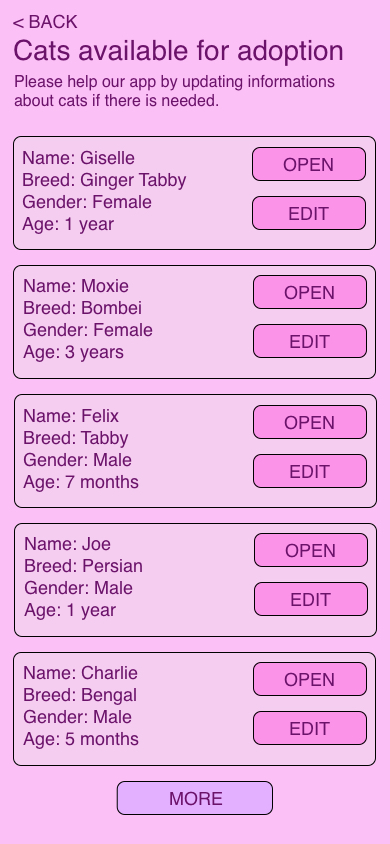 < BACK
Cats available for adoption
Please help our app by updating informations
about cats if there is needed.
Name: Giselle
Breed: Ginger Tabby
Gender: Female
Age: 1 year
OPEN
EDIT
Name: Moxie
Breed: Bombei
Gender: Female
Age: 3 years
OPEN
EDIT
Name: Felix
Breed: Tabby
Gender: Male
Age: 7 months
OPEN
EDIT
Name: Joe
Breed: Persian
Gender: Male
Age: 1 year
OPEN
EDIT
Name: Charlie
Breed: Bengal
Gender: Male
Age: 5 months
OPEN
EDIT
MORE